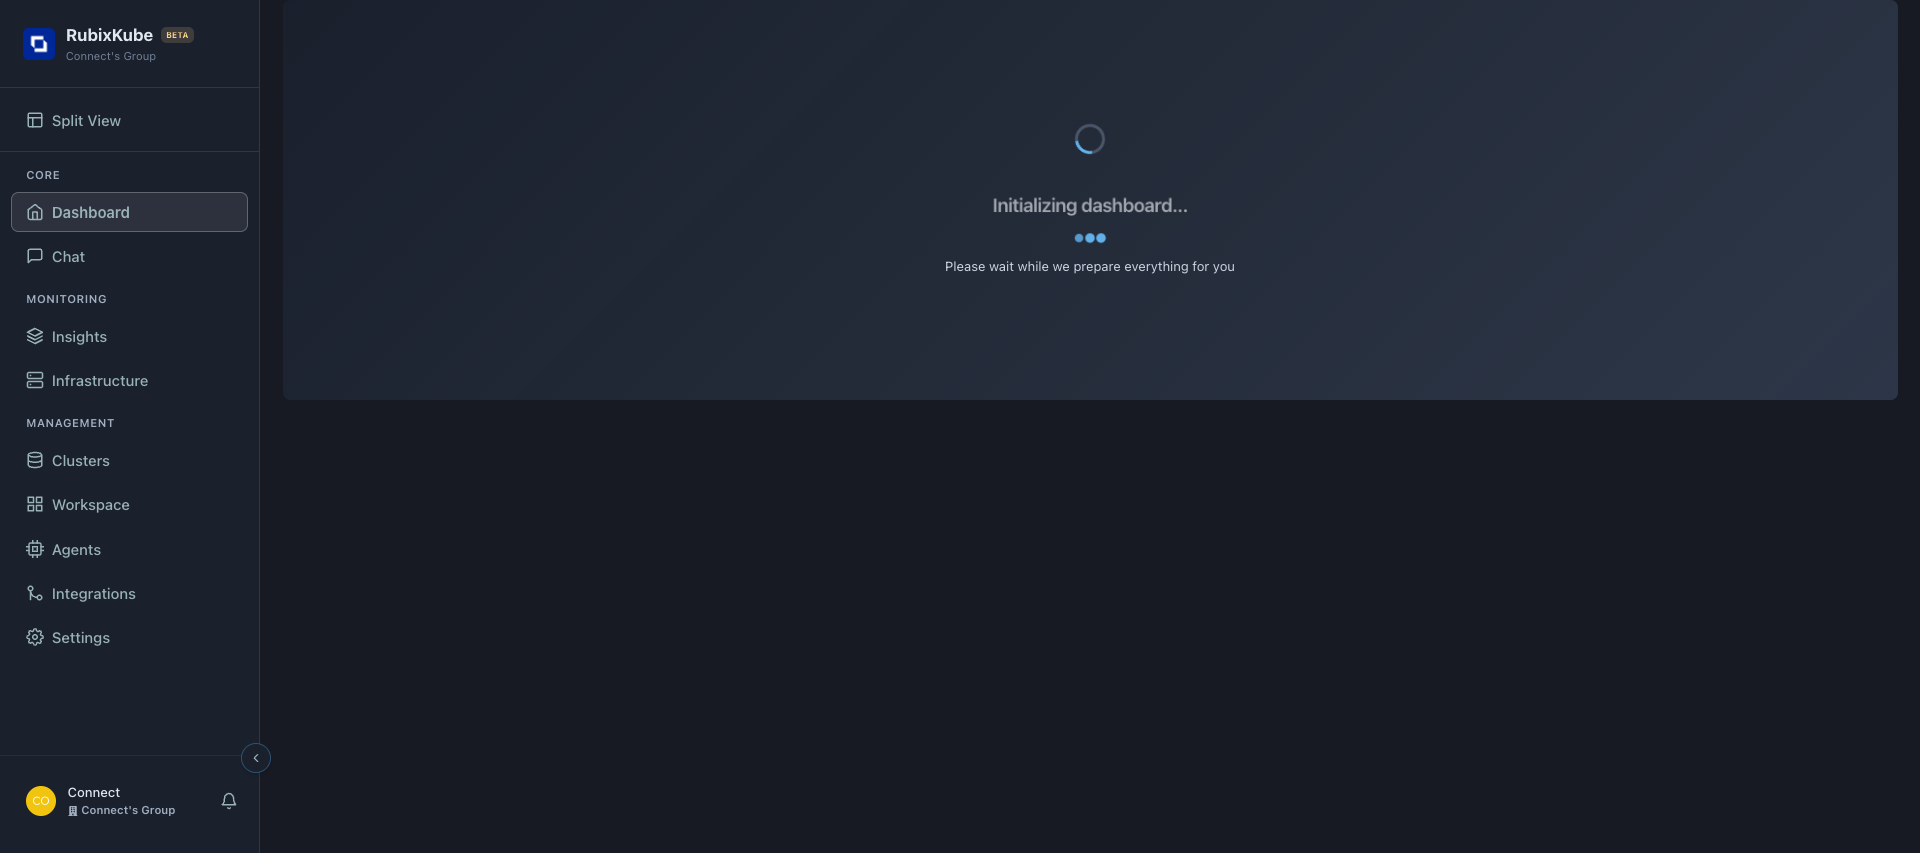 RubixKube BETA
Connect's Group
Split View
CORE
Dashboard
Chat
MONITORING
Insights
Infrastructure
MANAGEMENT
Clusters
Workspace
Agents
Integrations
Settings
CO
Connect
Connect's Group
Initializing dashboard...
Please wait while we prepare everything for you